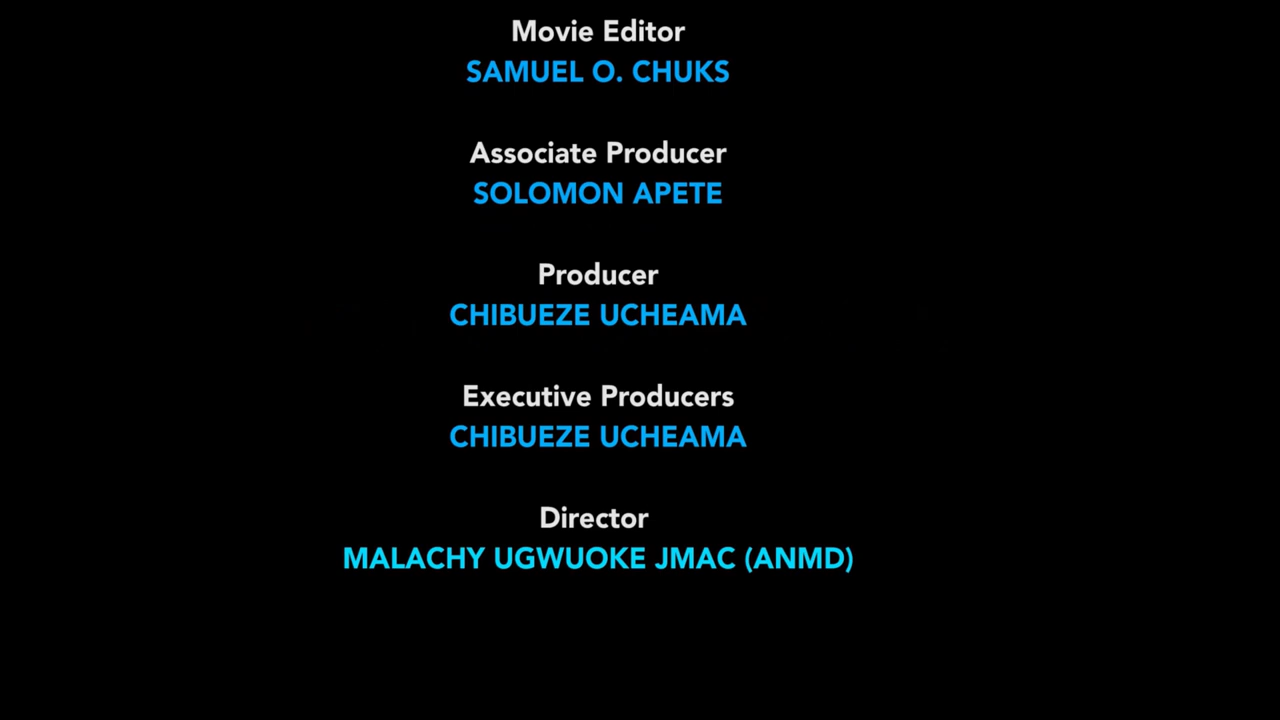 Movie Editor
SAMUEL O. CHUKS
Associate Producer
SOLOMON APETE
Producer
CHIBUEZE UCHEAMA
Executive Producers
CHIBUEZE UCHEAMA
Director
MALACHY UGWUOKE JMAC (ANMD)